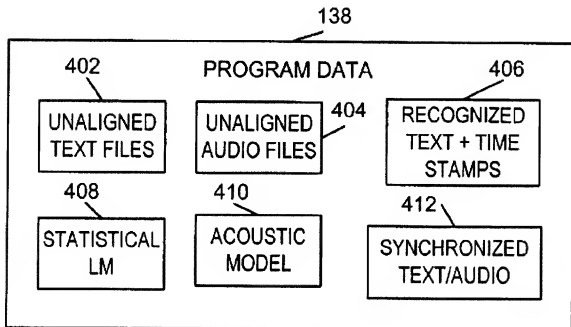 138
PROGRAM DATA
402
UNALIGNED
TEXT FILES
UNALIGNED
AUDIO FILES
404
406
RECOGNIZED
TEXT + TIME
STAMPS
408
STATISTICAL
LM
410
ACOUSTIC
MODEL
412
SYNCHRONIZED
TEXT/AUDIO